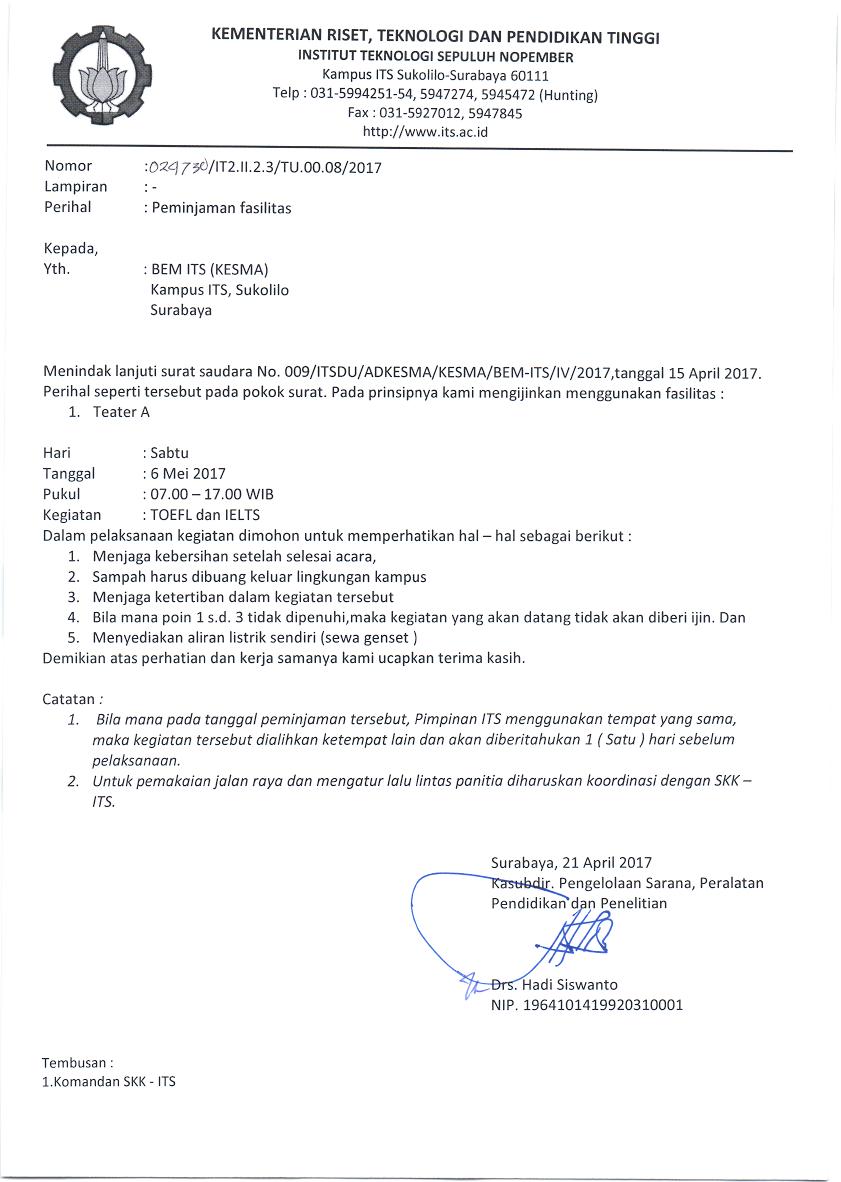 KEMENTERIAN RISET, TEKNOLOGI DAN PENDIDIKAN TINGGI
INSTITUT TEKNOLOGI SEPULUH NOPEMBER
Kampus ITS Sukolilo-Surabaya 60111
Telp : 031-5994251-54, 5947274, 5945472 (Hunting)
Fax : 031-5927012, 5947845
http://www.its.ac.id
Nomor :024730/IT2.II.2.3/TU.00.08/2017
Lampiran : -
Perihal : Peminjaman fasilitas
Kepada,
Yth. : BEM ITS (KESMA)
Kampus ITS, Sukolilo
Surabaya
Menindak lanjuti surat saudara No. 009/ITSDU/ADKESMA/KESMA/BEM-ITS/IV/2017,tanggal 15 April 2017.
Perihal seperti tersebut pada pokok surat. Pada prinsipnya kami mengijinkan menggunakan fasilitas :
1. Teater A
Hari : Sabtu
Tanggal : 6 Mei 2017
Pukul : 07.00 – 17.00 WIB
Kegiatan : TOEFL dan IELTS
Dalam pelaksanaan kegiatan dimohon untuk memperhatikan hal – hal sebagai berikut :
1. Menjaga kebersihan setelah selesai acara,
2. Sampah harus dibuang keluar lingkungan kampus
3. Menjaga ketertiban dalam kegiatan tersebut
4. Bila mana poin 1 s.d. 3 tidak dipenuhi,maka kegiatan yang akan datang tidak akan diberi ijin. Dan
5. Menyediakan aliran listrik sendiri (sewa genset )
Demikian atas perhatian dan kerja samanya kami ucapkan terima kasih.
Catatan :
1. Bila mana pada tanggal peminjaman tersebut, Pimpinan ITS menggunakan tempat yang sama,
maka kegiatan tersebut dialihkan ketempat lain dan akan diberitahukan 1 ( Satu ) hari sebelum
pelaksanaan.
2. Untuk pemakaian jalan raya dan mengatur lalu lintas panitia diharuskan koordinasi dengan SKK –
ITS.
Surabaya, 21 April 2017
Kasubdir. Pengelolaan Sarana, Peralatan
Pendidikan dan Penelitian
Drs. Hadi Siswanto
NIP. 1964101419920310001
Tembusan :
1.Komandan SKK - ITS